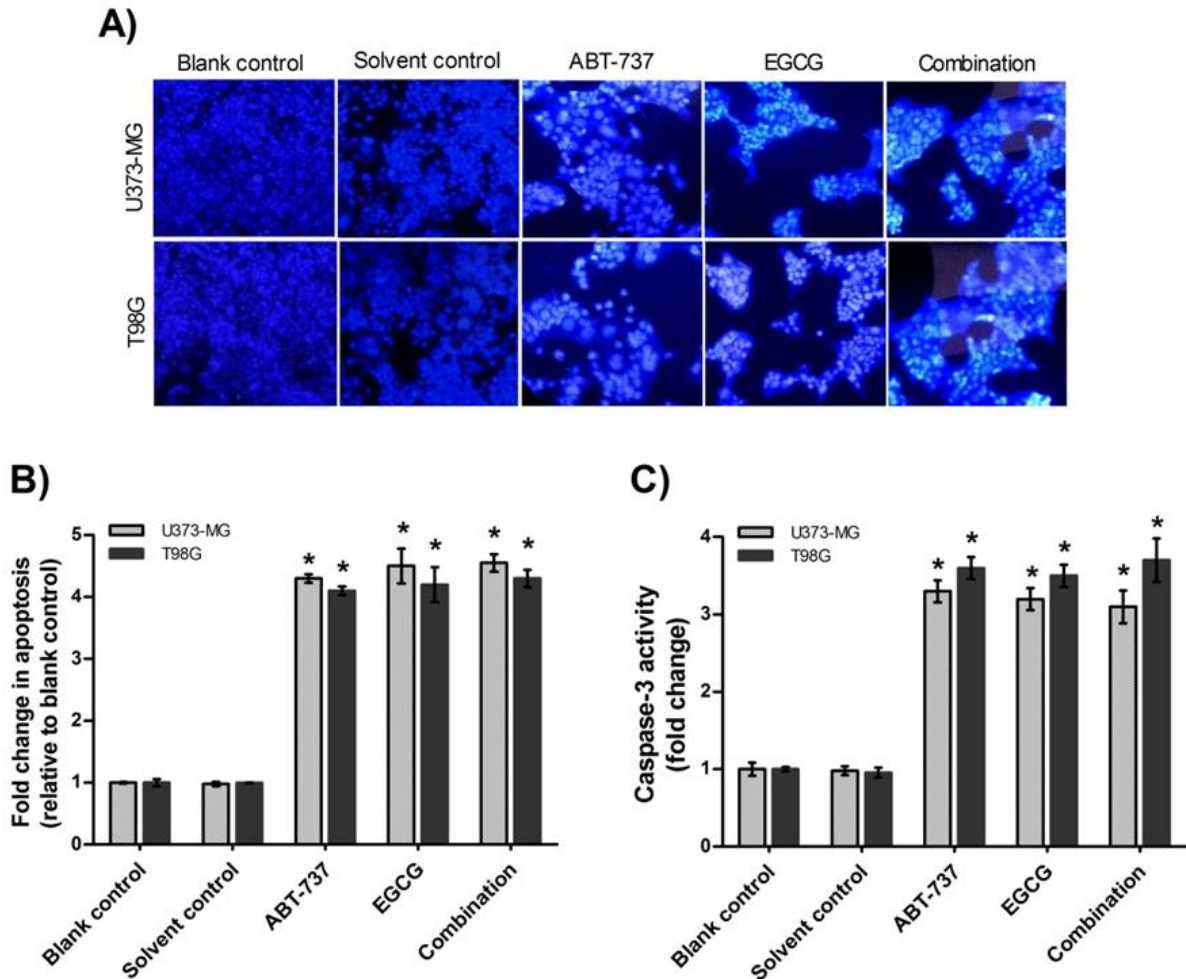 A)
Blank control
Solvent control
ABT-737
EGCG
Combination
U373-MG
T98G
B)
Fold change in apoptosis
(relative to blank control)
U373-MG
T98G
5
4
3
2
1
0
* * * * * *
Blank control
Solvent control
ABT-737
EGCG
Combination
C)
Caspase-3 activity
(fold change)
U373-MG
T98G
4
3
2
1
0
* * * * * *
Blank control
Solvent control
ABT-737
EGCG
Combination